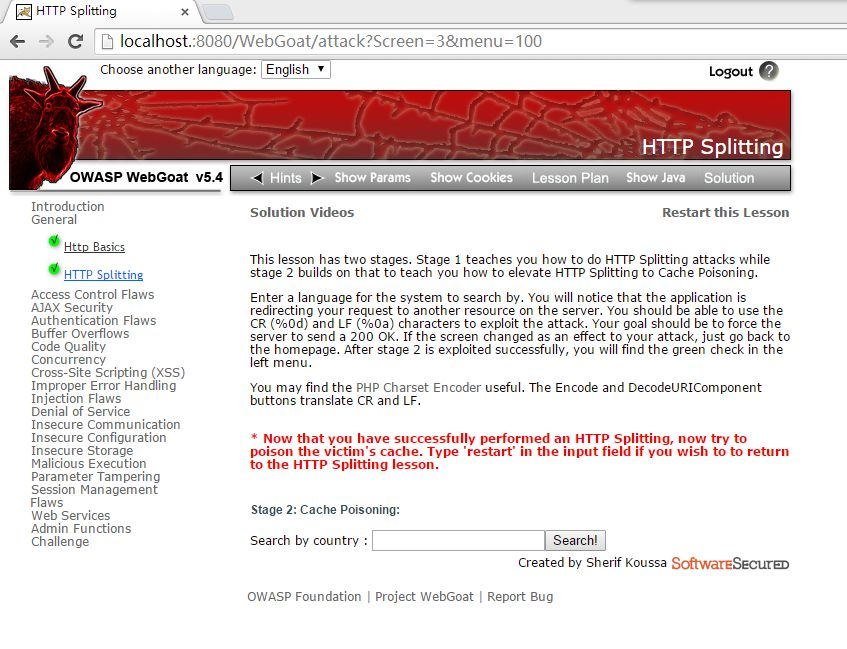 HTTP Splitting
localhost.:8080/WebGoat/attack?Screen=3&menu=100
Choose another language: English
Logout ?
HTTP Splitting
OWASP WebGoat v5.4
Hints Show Params Show Cookies Lesson Plan Show Java Solution
Introduction
General
Http Basics
HTTP Splitting
Access Control Flaws
AJAX Security
Authentication Flaws
Buffer Overflows
Code Quality
Concurrency
Cross-Site Scripting (XSS)
Improper Error Handling
Injection Flaws
Denial of Service
Insecure Communication
Insecure Configuration
Insecure Storage
Malicious Execution
Parameter Tampering
Session Management
Flaws
Web Services
Admin Functions
Challenge
Solution Videos Restart this Lesson
This lesson has two stages. Stage 1 teaches you how to do HTTP Splitting attacks while
stage 2 builds on that to teach you how to elevate HTTP Splitting to Cache Poisoning.
Enter a language for the system to search by. You will notice that the application is
redirecting your request to another resource on the server. You should be able to use the
CR (%0d) and LF (%0a) characters to exploit the attack. Your goal should be to force the
server to send a 200 OK. If the screen changed as an effect to your attack, just go back to
the homepage. After stage 2 is exploited successfully, you will find the green check in the
left menu.
You may find the PHP Charset Encoder useful. The Encode and DecodeURIComponent
buttons translate CR and LF.
* Now that you have successfully performed an HTTP Splitting, now try to
poison the victim's cache. Type 'restart' in the input field if you wish to to return
to the HTTP Splitting lesson.
Stage 2: Cache Poisoning:
Search by country : Search!
Created by Sherif Koussa SoftwareSecured
OWASP Foundation | Project WebGoat | Report Bug